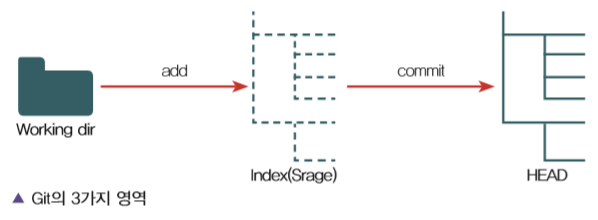 add
commit
Working dir
Index(Srage)
HEAD
▲ Git의 3가지 영역